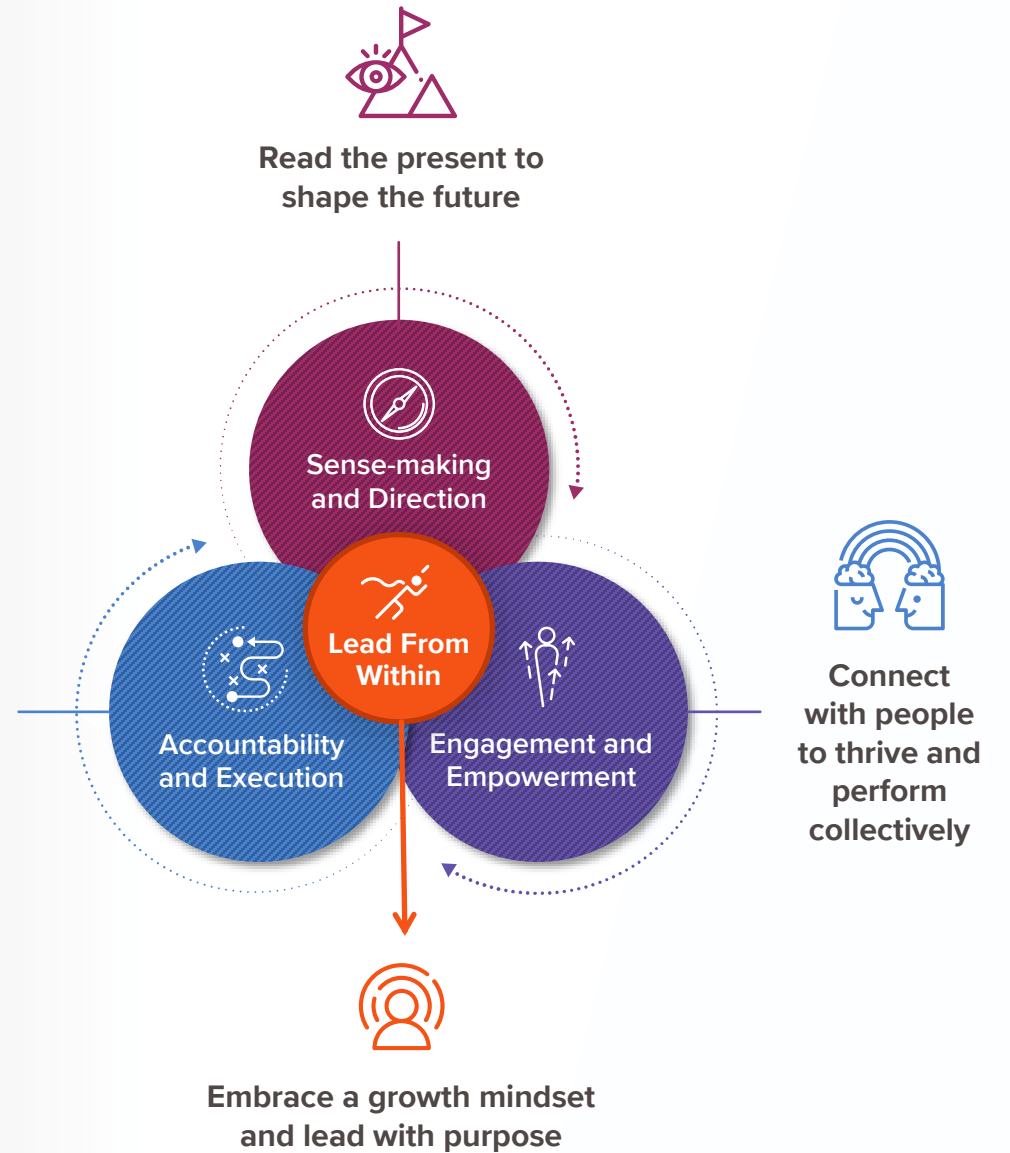 Read the present to
shape the future
Sense-making
and Direction
Lead From
Within
Accountability
and Execution
Engagement and
Empowerment
Connect
with people
to thrive and
perform
collectively
Embrace a growth mindset
and lead with purpose